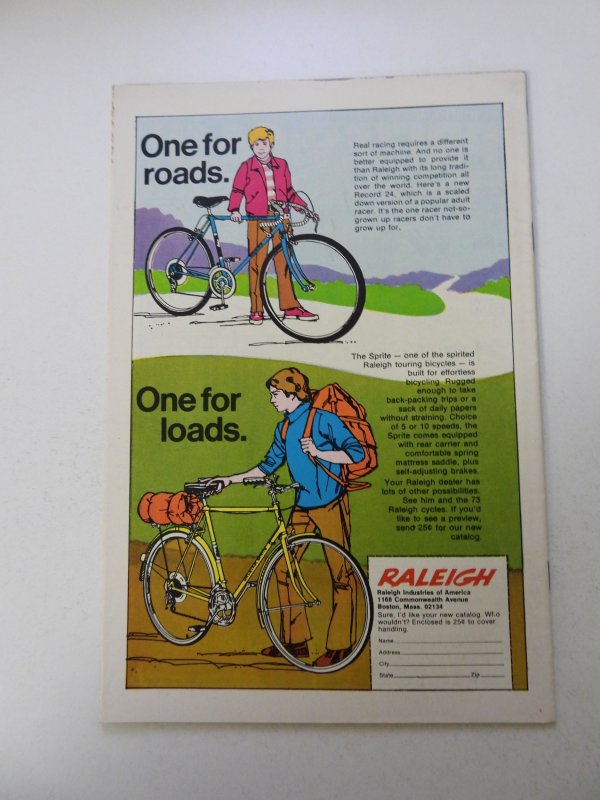 One for
roads.
Real racing requires a different
sort of machine. And no one is
better equipped to provide it
than Raleigh with its long tradi-
tion of winning competition all
over the world. Here's a new
Record 24, which is a scaled
down version of a popular adult
racer. It's the one racer not-so-
grown up racers don't have to
grow up for.
The Sprite — one of the spirited
Raleigh touring bicycles — is
built for effortless
bicycling. Rugged
enough to take
back-packing trips or a
sack of daily papers
without straining. Choice
of 5 or 10 speeds, the
Sprite comes equipped
with rear carrier and
comfortable spring
mattress saddle, plus
self-adjusting brakes.
Your Raleigh dealer has
lots of other possibilities.
See him and the 73
Raleigh cycles. If you'd
like to see a preview,
send 25¢ for our new
catalog.
One for
loads.
RALEIGH
Raleigh Industries of America
1168 Commonwealth Avenue
Boston, Mass. 02134
Sure, I'd like your new catalog. Who
wouldn't? Enclosed is 25¢ to cover
handling.
Name
Address
City
State Zip